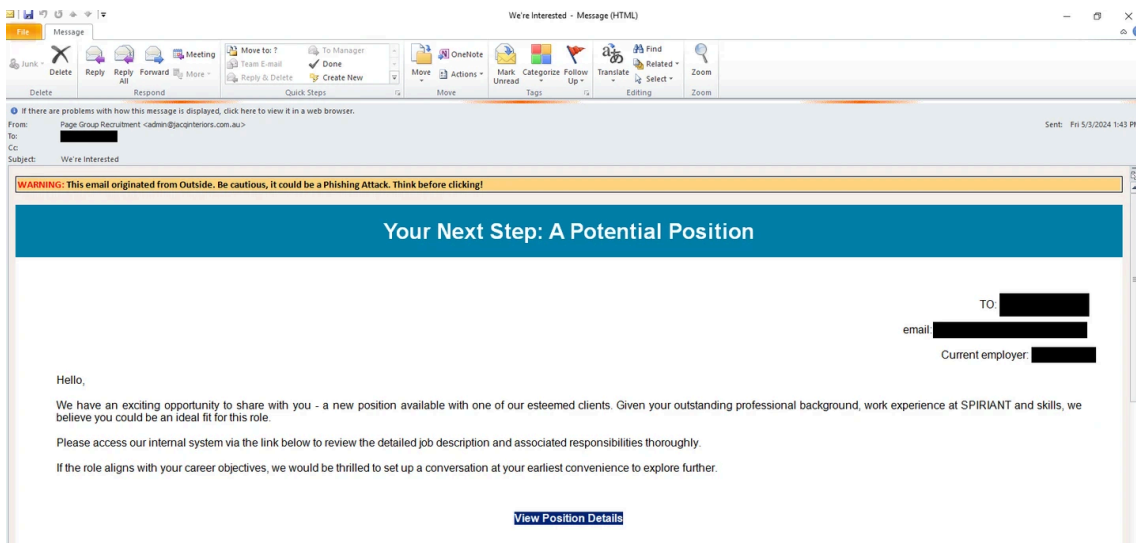 We're Interested - Message (HTML)
File Message
Junk Delete Reply Reply All Forward Meeting More
Move to: ? To Manager
Team E-mail Done
Reply & Delete Create New
Move OneNote Actions Mark Unread Categorize Follow Up Translate Find Related Select Zoom
Delete Respond Quick Steps Move Tags Editing Zoom
If there are problems with how this message is displayed, click here to view it in a web browser.
From: Page Group Recruitment <admin@jacqinteriors.com.au> Sent: Fri 5/3/2024 1:43 PM
To:
Cc:
Subject: We're Interested
WARNING: This email originated from Outside. Be cautious, it could be a Phishing Attack. Think before clicking!
Your Next Step: A Potential Position
TO:
email:
Current employer:
Hello,
We have an exciting opportunity to share with you - a new position available with one of our esteemed clients. Given your outstanding professional background, work experience at SPIRIANT and skills, we
believe you could be an ideal fit for this role.
Please access our internal system via the link below to review the detailed job description and associated responsibilities thoroughly.
If the role aligns with your career objectives, we would be thrilled to set up a conversation at your earliest convenience to explore further.
View Position Details